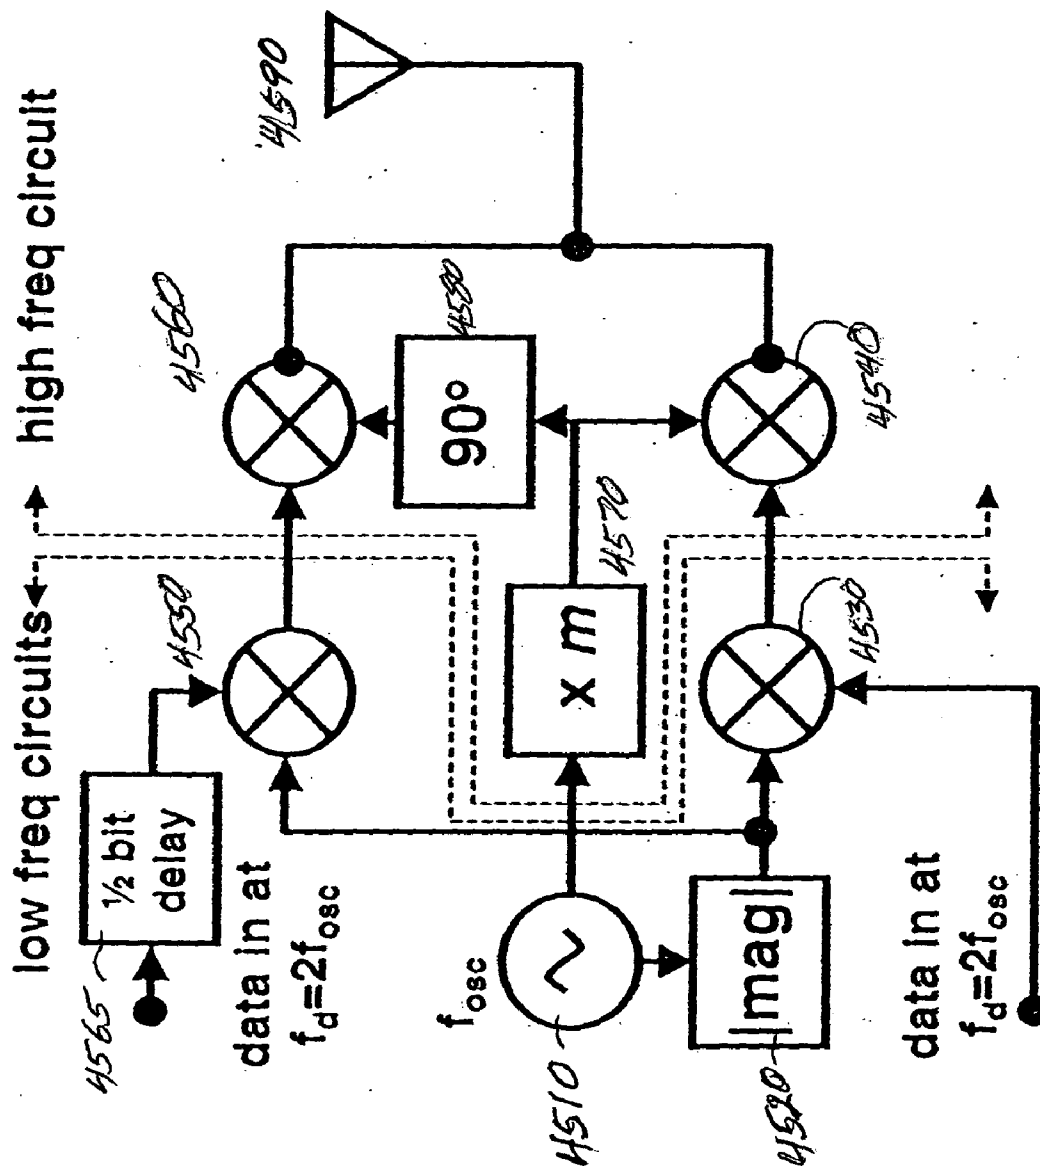 low freq circuits
high freq circuit
4565
½ bit
delay
4550
4560
4590
data in at
f_d=2f_osc
90°
4580
f_osc
4510
x m
4570
|mag|
4520
4530
4540
data in at
f_d=2f_osc